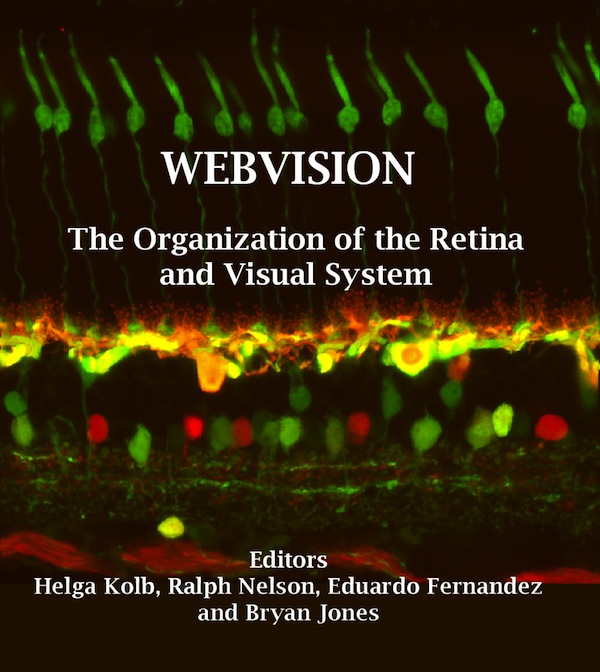 WEBVISION
The Organization of the Retina
and Visual System
Editors
Helga Kolb, Ralph Nelson, Eduardo Fernandez
and Bryan Jones